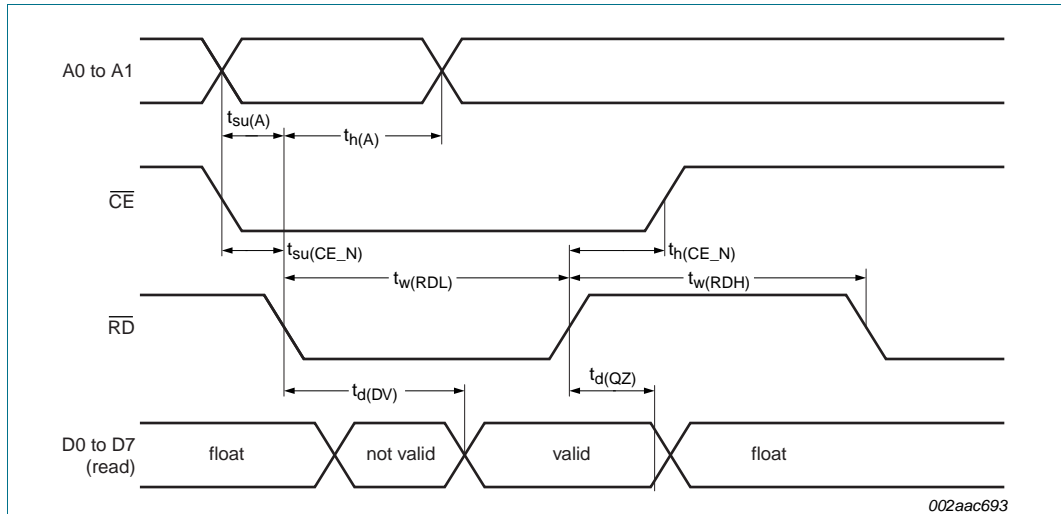 A0 to A1
tsu(A)
th(A)
CE
tsu(CE_N)
th(CE_N)
tw(RDL)
tw(RDH)
RD
td(DV)
td(QZ)
D0 to D7
(read)
float
not valid
valid
float
002aac693